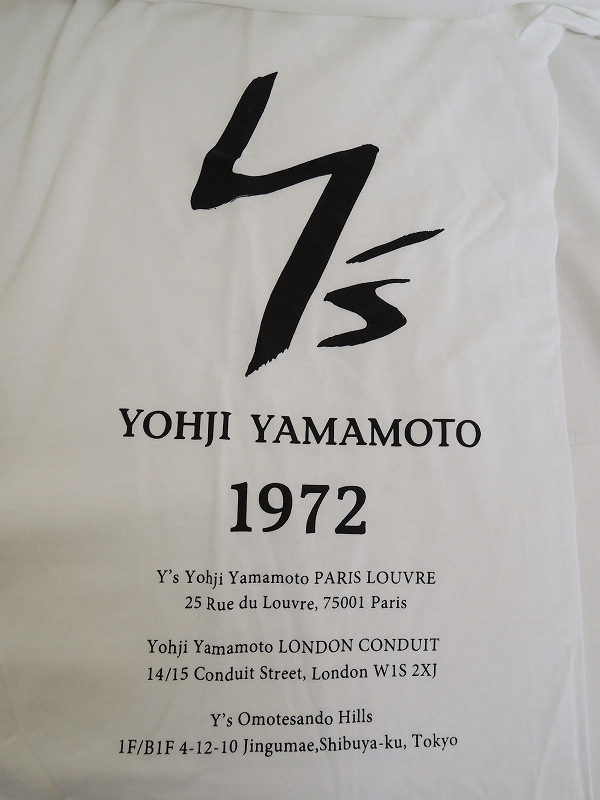 Y's
YOHJI YAMAMOTO
1972
Y's Yohji Yamamoto PARIS LOUVRE
25 Rue du Louvre, 75001 Paris
Yohji Yamamoto LONDON CONDUIT
14/15 Conduit Street, London W1S 2XJ
Y's Omotesando Hills
1F/B1F 4-12-10 Jingumae,Shibuya-ku, Tokyo